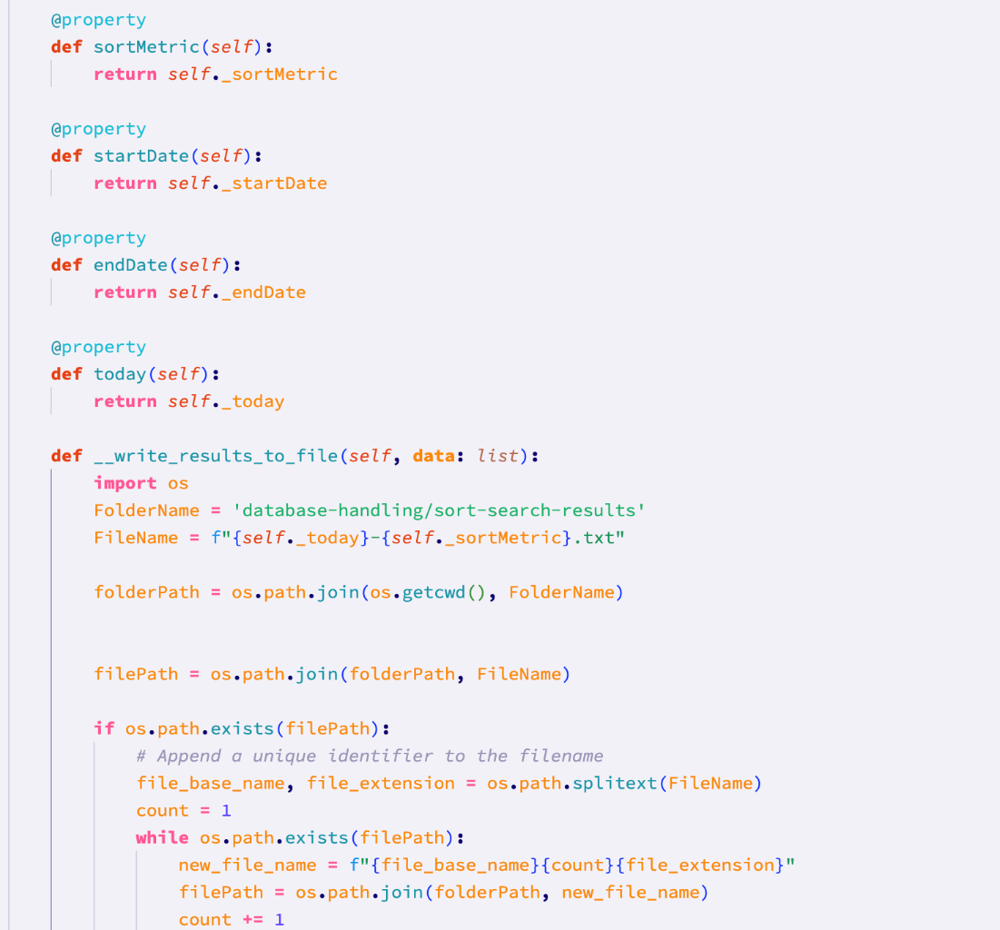 @property
def sortMetric(self):
return self._sortMetric
@property
def startDate(self):
return self._startDate
@property
def endDate(self):
return self._endDate
@property
def today(self):
return self._today
def __write_results_to_file(self, data: list):
import os
FolderName = 'database-handling/sort-search-results'
FileName = f"{self._today}-{self._sortMetric}.txt"
folderPath = os.path.join(os.getcwd(), FolderName)
filePath = os.path.join(folderPath, FileName)
if os.path.exists(filePath):
# Append a unique identifier to the filename
file_base_name, file_extension = os.path.splitext(FileName)
count = 1
while os.path.exists(filePath):
new_file_name = f"{file_base_name}{count}{file_extension}"
filePath = os.path.join(folderPath, new_file_name)
count += 1